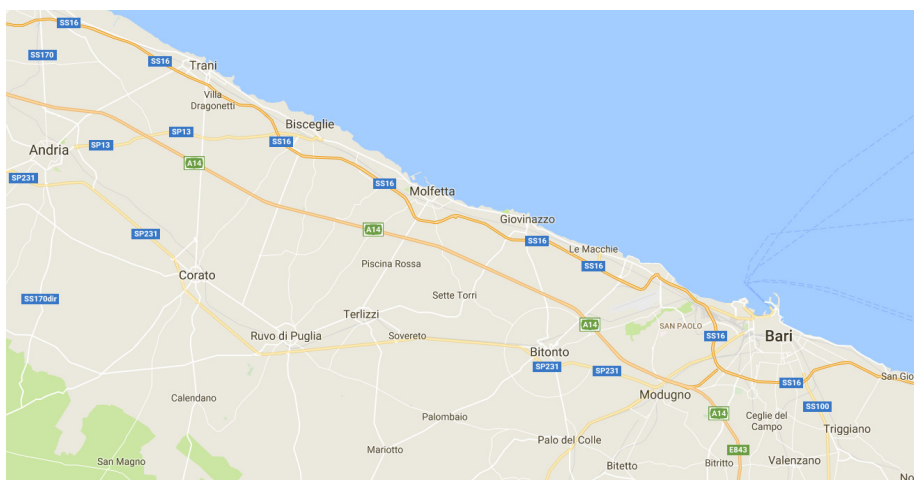 SS16
SS170
SS16
Trani
Villa
Dragonetti
Bisceglie
SP13
SP13
SS16
Andria
A14
SP231
SS16
Molfetta
Giovinazzo
A14
SP231
SS16
Le Macchie
Piscina Rossa
SS16
Corato
Sette Torri
SS170dir
Terlizzi
A14
SAN PAOLO
Ruvo di Puglia
Sovereto
SS16
Bari
Bitonto
SP231
SP231
San Gio
SS16
Modugno
Calendano
SS100
Palombaio
A14
Ceglie del
Campo
Triggiano
Palo del Colle
Mariotto
E843
San Magno
Bitetto
Bitritto
Valenzano
No